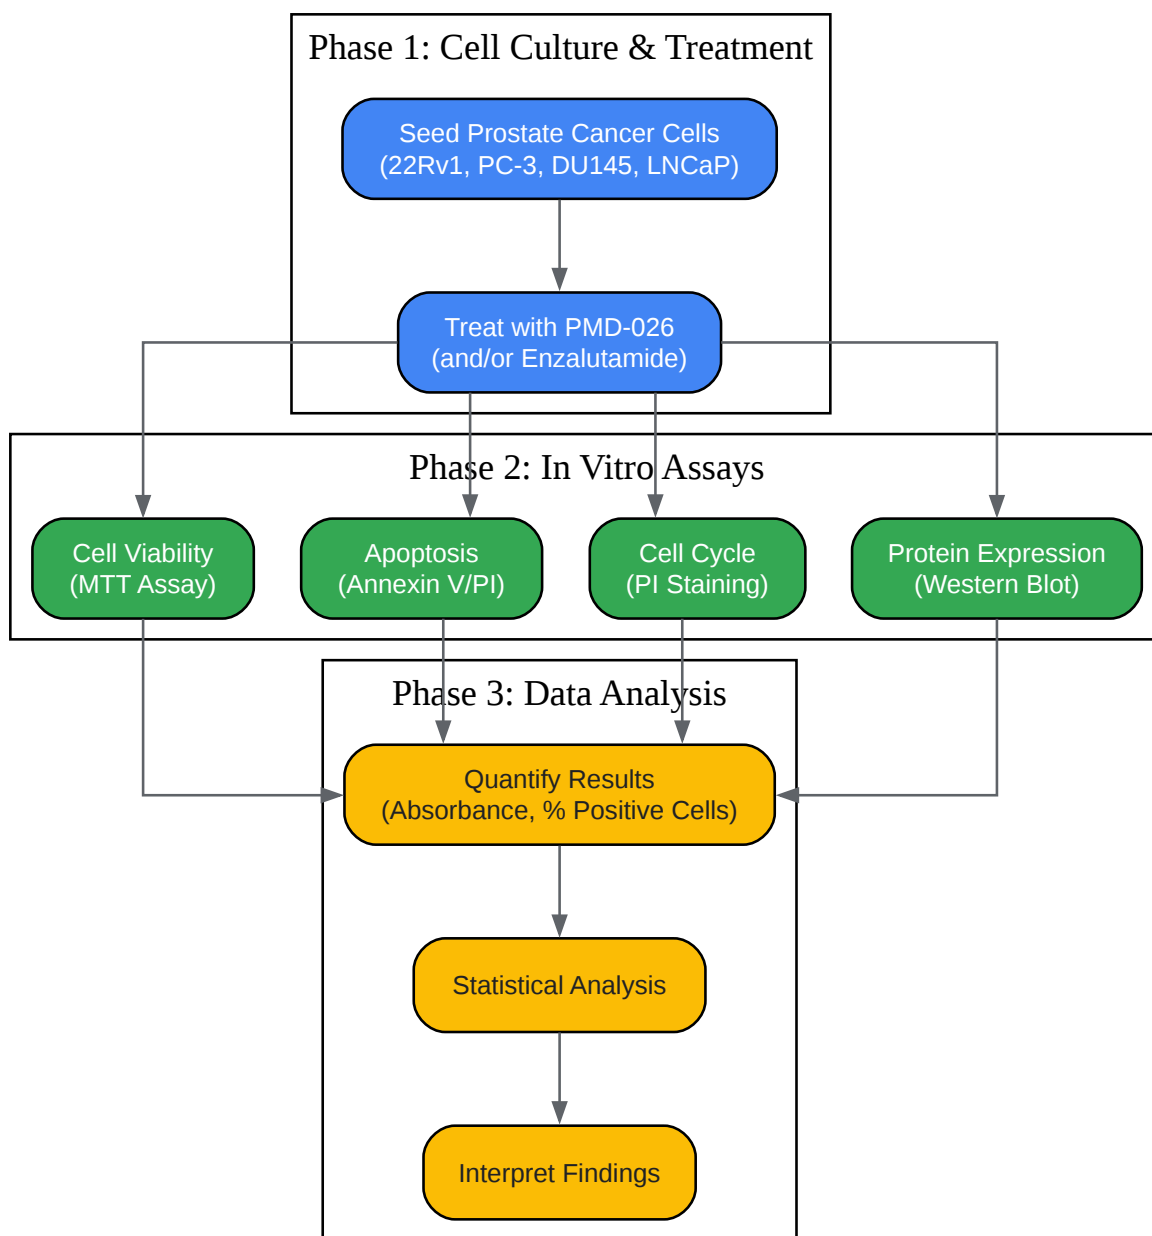 Phase 1: Cell Culture & Treatment
Seed Prostate Cancer Cells
(22Rv1, PC-3, DU145, LNCaP)
Treat with PMD-026
(and/or Enzalutamide)
Phase 2: In Vitro Assays
Cell Viability
(MTT Assay)
Apoptosis
(Annexin V/PI)
Cell Cycle
(PI Staining)
Protein Expression
(Western Blot)
Phase 3: Data Analysis
Quantify Results
(Absorbance, % Positive Cells)
Statistical Analysis
Interpret Findings